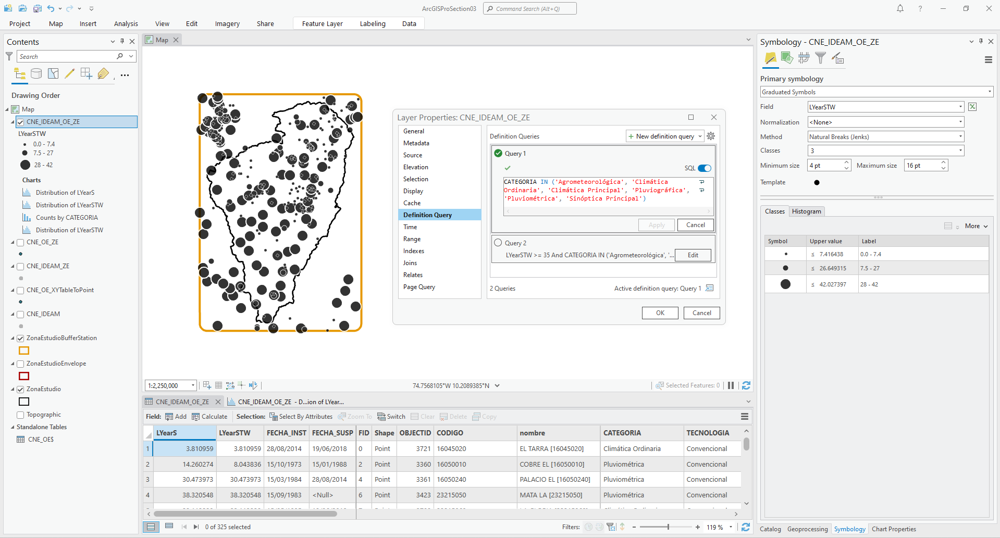 ArcGISProSection03
Command Search (Alt+Q)
Project
Map
Insert
Analysis
View
Edit
Imagery
Share
Feature Layer
Labeling
Data
Contents
Search
Drawing Order
Map
CNE_IDEAM_OE_ZE
LYearSTW
0.0 - 7.4
7.5 - 27
28 - 42
Charts
Distribution of LYearS
Distribution of LYearSTW
Counts by CATEGORIA
Distribution of LYearSTW
CNE_OE_ZE
CNE_IDEAM_ZE
CNE_OE_XYTableToPoint
CNE_IDEAM
ZonaEstudioBufferStation
ZonaEstudioEnvelope
ZonaEstudio
Topographic
Standalone Tables
CNE_OE$
Map
Layer Properties: CNE_IDEAM_OE_ZE
General
Metadata
Source
Elevation
Selection
Display
Cache
Definition Query
Time
Range
Indexes
Joins
Relates
Page Query
Definition Queries
New definition query
Query 1
SQL
CATEGORIA IN ('Agrometeorológica', 'Climática
Ordinaria', 'Climática Principal', 'Pluviográfica',
'Pluviométrica', 'Sinóptica Principal')
Apply
Cancel
Query 2
LYearSTW >= 35 And CATEGORIA IN ('Agrometeorológica', '...
Edit
2 Queries
Active definition query: Query 1
OK
Cancel
1:2,250,000
74.7568105°W 10.2089385°N
Selected Features: 0
CNE_IDEAM_OE_ZE
CNE_IDEAM_OE_ZE - D...ion of LYear...
Field:
Add
Calculate
Selection:
Select By Attributes
Zoom To
Switch
Clear
Delete
Copy
LYearS LYearSTW FECHA_INST FECHA_SUSP FID Shape OBJECTID CODIGO nombre CATEGORIA TECNOLOGIA
1 3.810959 3.810959 28/08/2014 19/06/2018 0 Point 3721 16045020 EL TARRA [16045020] Climática Ordinaria Convencional
2 14.260274 8.043836 15/10/1973 15/01/1988 2 Point 3360 16050010 COBRE EL [16050010] Pluviométrica Convencional
3 30.473973 30.473973 15/03/1984 28/08/2014 4 Point 3361 16050240 PALACIO EL [16050240] Pluviométrica Convencional
4 38.320548 38.320548 15/09/1983 <Null> 6 Point 3423 23215050 MATA LA [23215050] Pluviométrica Convencional
0 of 325 selected
Filters:
119 %
Symbology - CNE_IDEAM_OE_ZE
Primary symbology
Graduated Symbols
Field LYearSTW
Normalization <None>
Method Natural Breaks (Jenks)
Classes 3
Minimum size 4 pt Maximum size 16 pt
Template
Classes
Histogram
More
Symbol Upper value Label
≤ 7.416438 0.0 - 7.4
≤ 26.649315 7.5 - 27
≤ 42.027397 28 - 42
Catalog
Geoprocessing
Symbology
Chart Properties